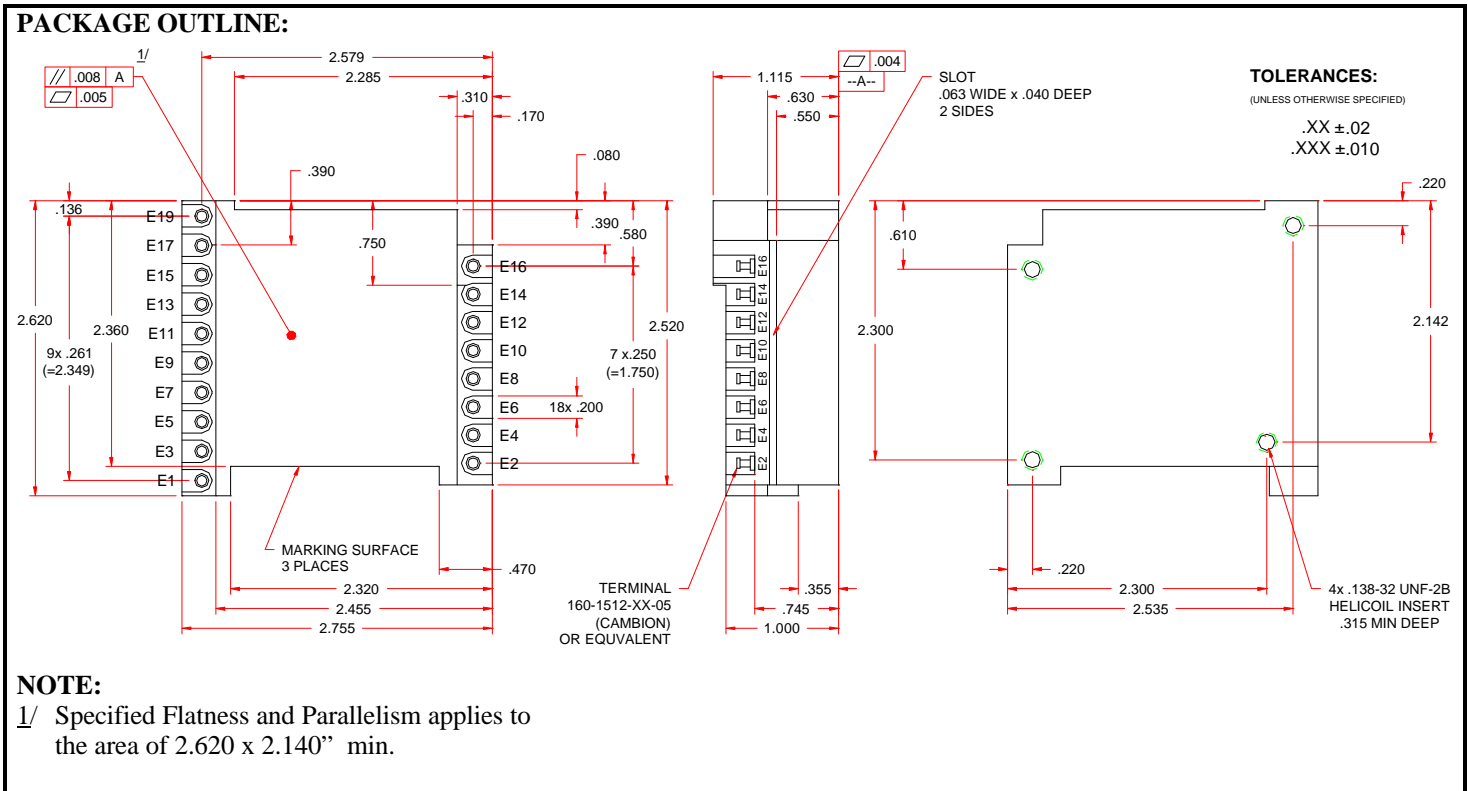 PACKAGE OUTLINE:
1/
// .008 A
.005
2.579
2.285
.310
.170
.080
.390
.390
.580
.750
.136
2.620
9x .261
(=2.349)
2.360
E19
E17
E15
E13
E11
E9
E7
E5
E3
E1
E16
E14
E12
E10
E8
E6
E4
E2
2.520
7 x.250
(=1.750)
18x .200
MARKING SURFACE
3 PLACES
.470
2.320
2.455
2.755
1.115
.004
--A--
.630
.550
SLOT
.063 WIDE x .040 DEEP
2 SIDES
E16
E14
E12
E10
E8
E6
E4
E2
TERMINAL
160-1512-XX-05
(CAMBION)
OR EQUVALENT
.355
.745
1.000
TOLERANCES:
(UNLESS OTHERWISE SPECIFIED)
.XX ±.02
.XXX ±.010
.220
.610
2.300
2.142
.220
2.300
2.535
4x .138-32 UNF-2B
HELICOIL INSERT
.315 MIN DEEP
NOTE:
1/ Specified Flatness and Parallelism applies to
the area of 2.620 x 2.140” min.